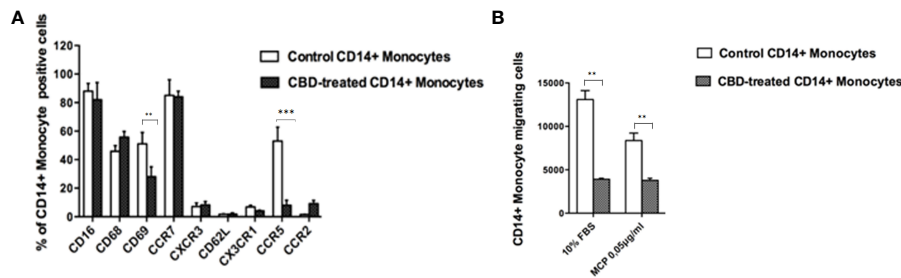 A
% of CD14+ Monocyte positive cells
120
100
80
60
40
20
0
Control CD14+ Monocytes
CBD-treated CD14+ Monocytes
**
***
CD16
CD68
CD69
CCR7
CXCR3
CD62L
CX3CR1
CCR5
CCR2
B
CD14+ Monocyte migrating cells
Control CD14+ Monocytes
CBD-treated CD14+ Monocytes
15000
10000
5000
0
**
**
10% FBS
MCP 0,05µg/ml